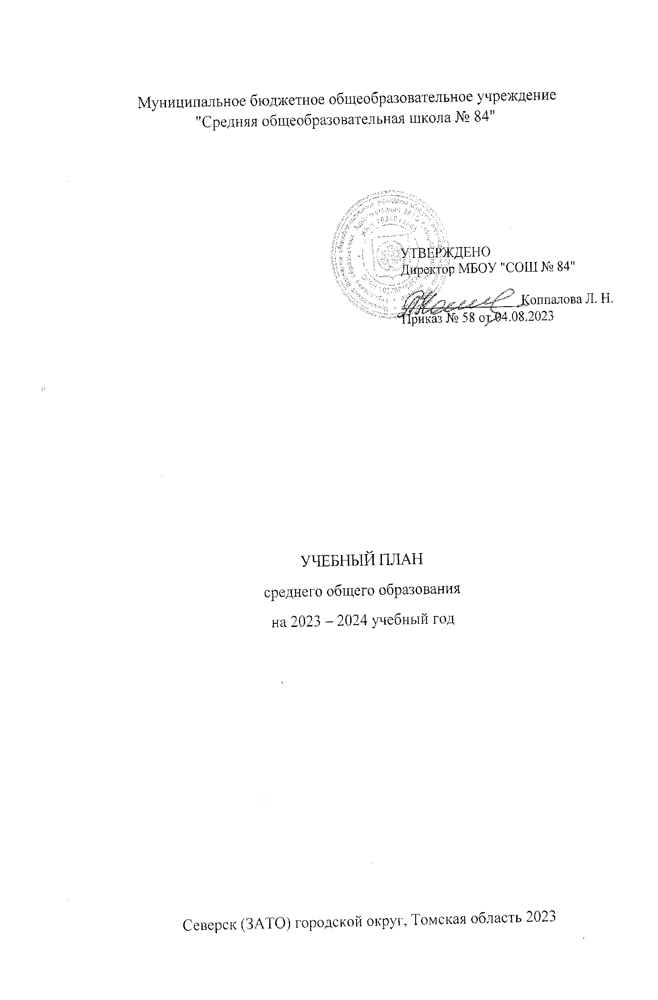 Муниципальное бюджетное общеобразовательное учреждение
"Средняя общеобразовательная школа № 84"
УТВЕРЖДЕНО
Директор МБОУ "СОШ № 84"
Коппалова Л. Н.
Приказ № 58 от 04.08.2023
УЧЕБНЫЙ ПЛАН
среднего общего образования
на 2023 – 2024 учебный год
Северск (ЗАТО) городской округ, Томская область 2023